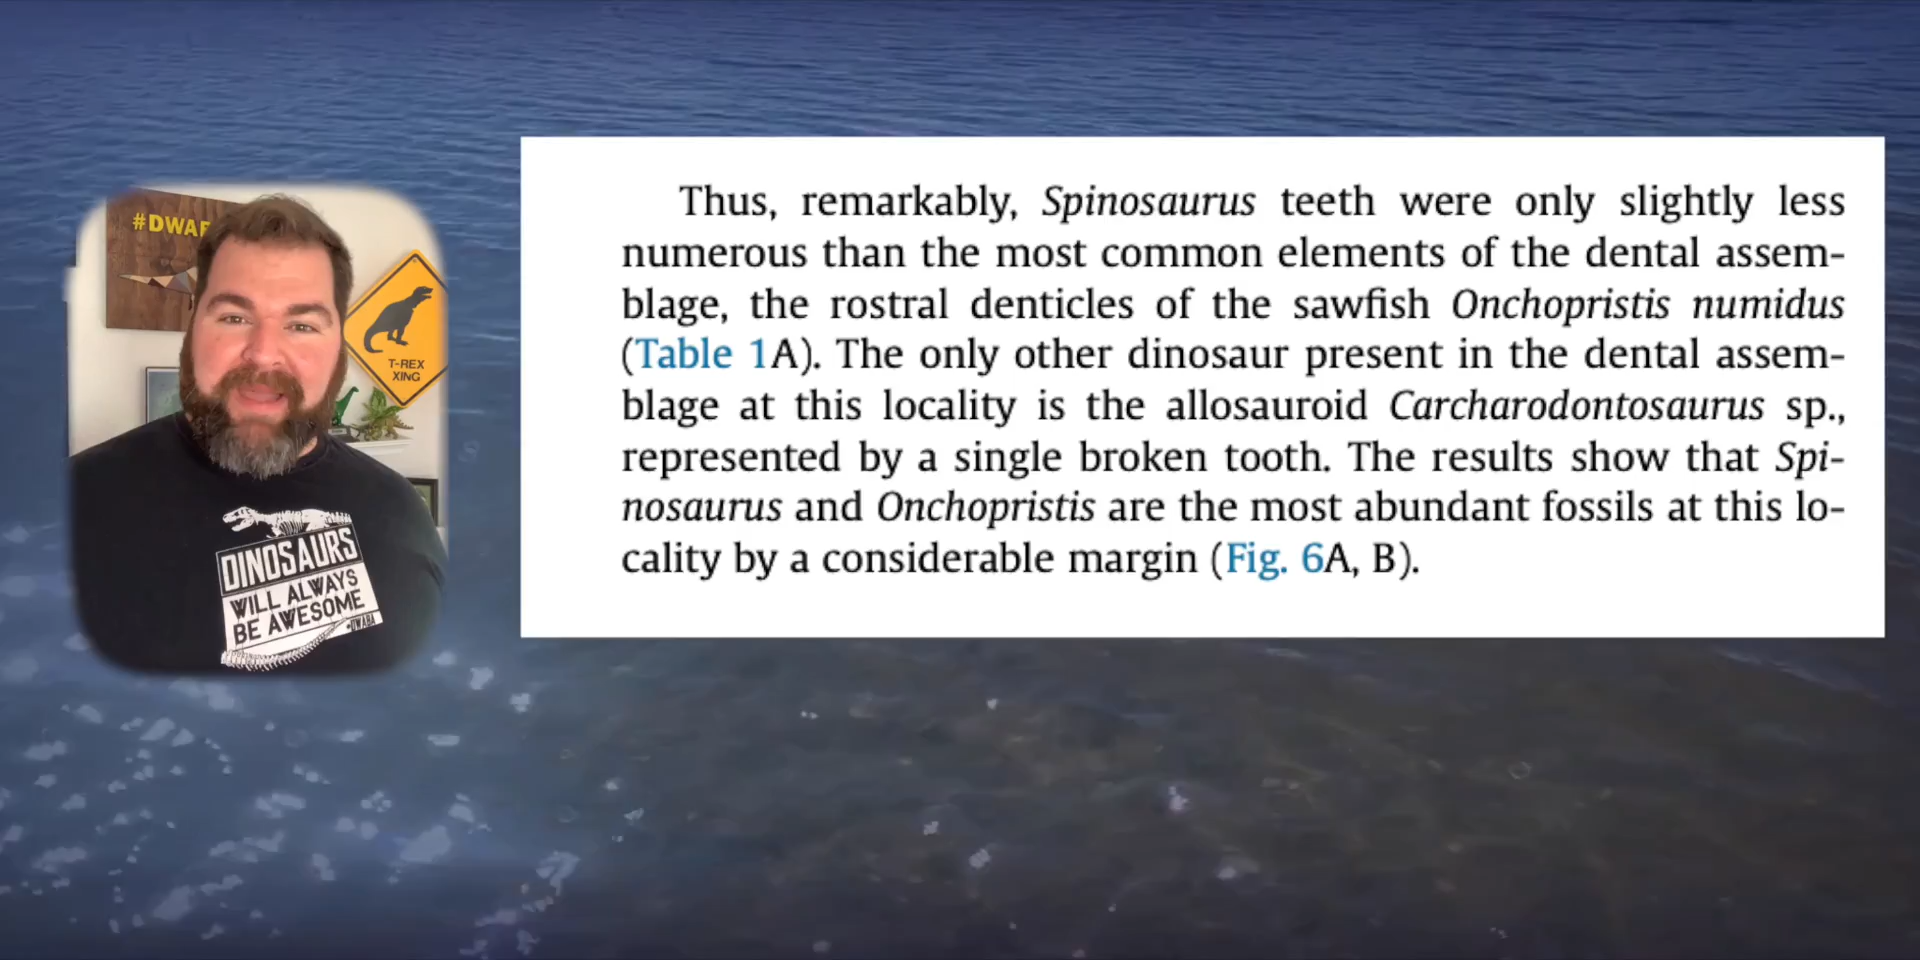 #DWAF
T-REX
XING
DINOSAURS
WILL ALWAYS
BE AWESOME
Thus, remarkably, Spinosaurus teeth were only slightly less
numerous than the most common elements of the dental assem-
blage, the rostral denticles of the sawfish Onchopristis numidus
(Table 1A). The only other dinosaur present in the dental assem-
blage at this locality is the allosauroid Carcharodontosaurus sp.,
represented by a single broken tooth. The results show that Spi-
nosaurus and Onchopristis are the most abundant fossils at this lo-
cality by a considerable margin (Fig. 6A, B).